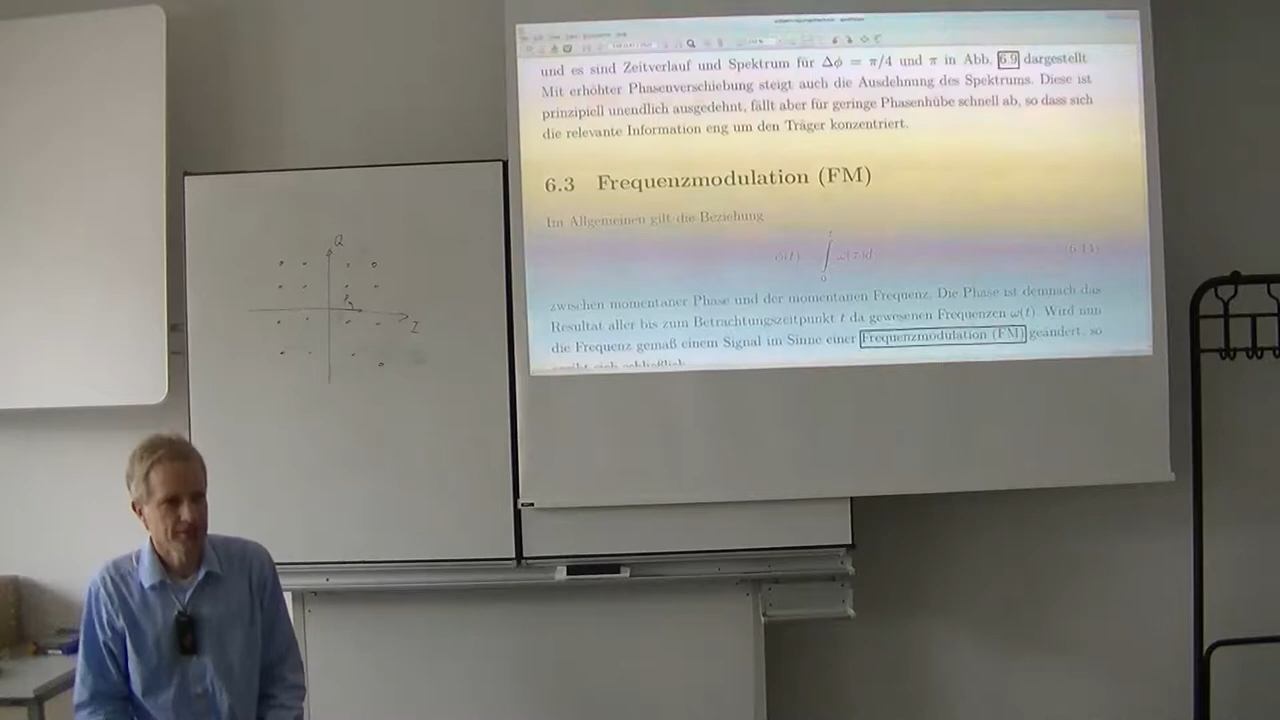 Q
I
und es sind Zeitverlauf und Spektrum für Δϕ = π/4 und π in Abb. 6.9 dargestellt
Mit erhöhter Phasenverschiebung steigt auch die Ausdehnung des Spektrums. Diese ist
prinzipiell unendlich ausgedehnt, fällt aber für geringe Phasenhübe schnell ab, so dass sich
die relevante Information eng um den Träger konzentriert.
6.3 Frequenzmodulation (FM)
Im Allgemeinen gilt die Beziehung
zwischen momentaner Phase und der momentanen Frequenz. Die Phase ist demnach das
Resultat aller bis zum Betrachtungszeitpunkt t da gewesenen Frequenzen ω(t). Wird nun
die Frequenz gemäß einem Signal im Sinne einer Frequenzmodulation (FM) geändert, so